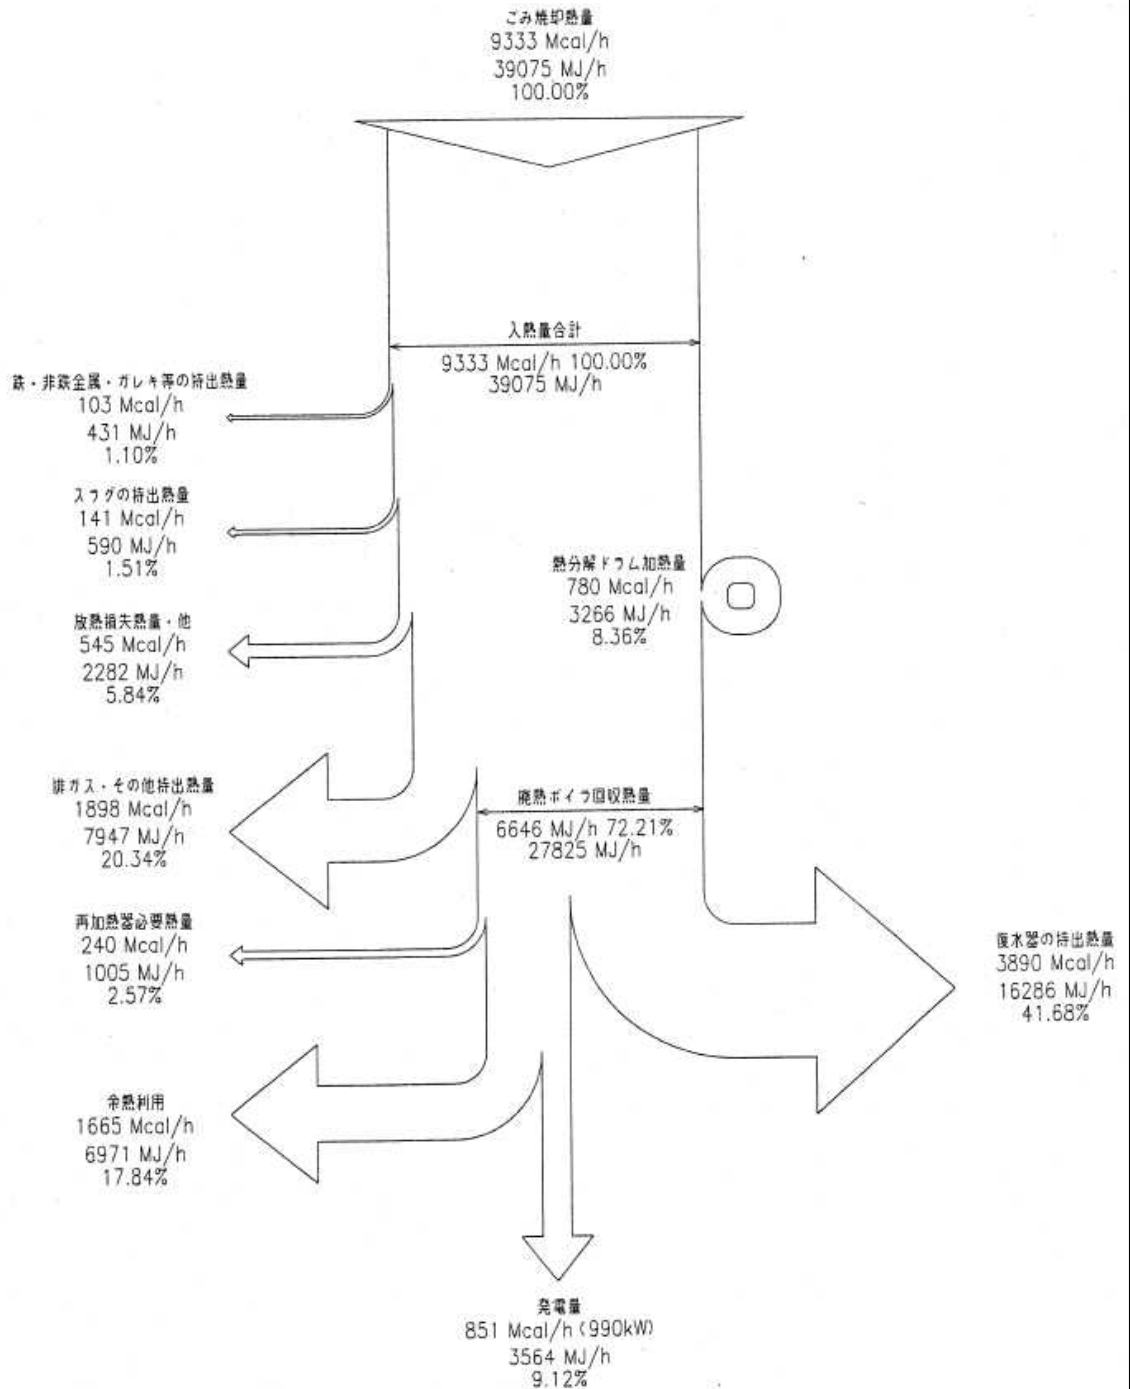 ごみ焼却熱量
9333 Mcal/h
39075 MJ/h
100.00%
入熱量合計
9333 Mcal/h 100.00%
39075 MJ/h
鉄・非鉄金属・ガレキ等の持出熱量
103 Mcal/h
431 MJ/h
1.10%
スラグの持出熱量
141 Mcal/h
590 MJ/h
1.51%
熱分解ドラム加熱量
780 Mcal/h
3266 MJ/h
8.36%
放熱損失熱量・他
545 Mcal/h
2282 MJ/h
5.84%
排ガス・その他持出熱量
1898 Mcal/h
7947 MJ/h
20.34%
廃熱ボイラ回収熱量
6646 MJ/h 72.21%
27825 MJ/h
再加熱器必要熱量
240 Mcal/h
1005 MJ/h
2.57%
復水器の持出熱量
3890 Mcal/h
16286 MJ/h
41.68%
余熱利用
1665 Mcal/h
6971 MJ/h
17.84%
発電量
851 Mcal/h (990kW)
3564 MJ/h
9.12%